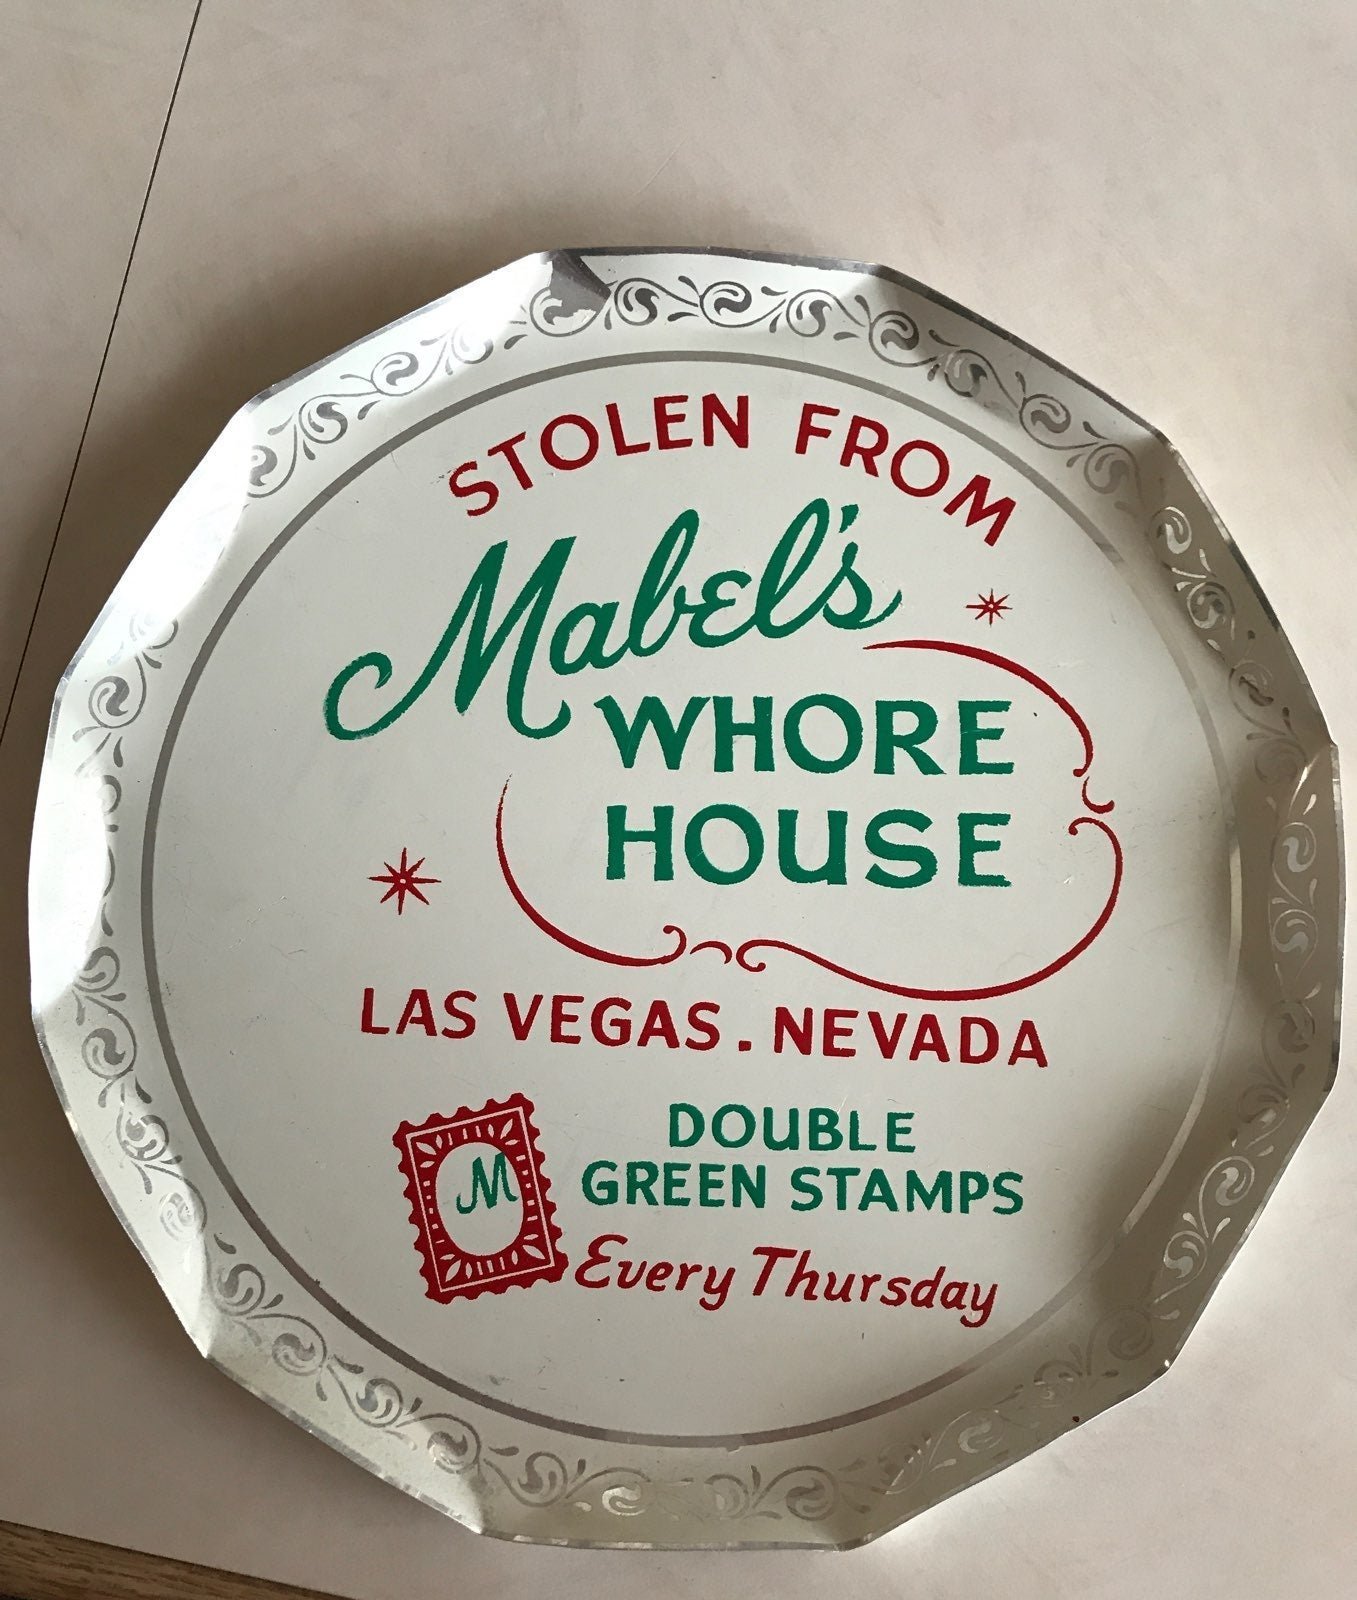 STOLEN FROM
Mabel's
WHORE
HOUSE
LAS VEGAS. NEVADA
M
DOUBLE
GREEN STAMPS
Every Thursday